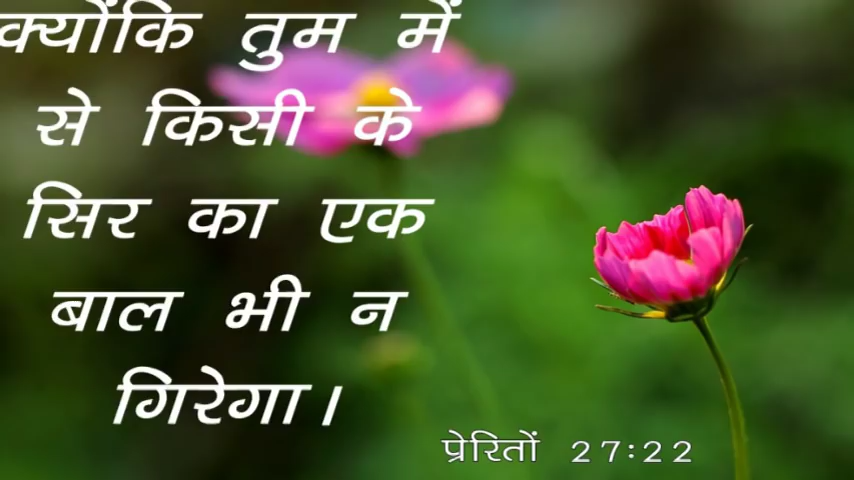 क्योंकि तुम में
से किसी के
सिर का एक
बाल भी न
गिरेगा।
प्रेरितों 27:22